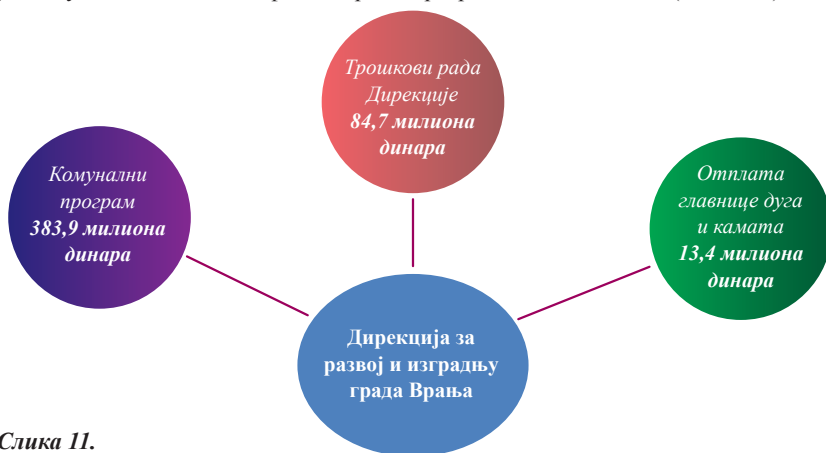 Трошкови рада
Дирекције
84,7 милиона
динара
Комунални
програм
383,9 милиона
динара
Отплата
главнице дуга
и камата
13,4 милиона
динара
Дирекција за
развој и изградњу
града Врања
Слика 11.